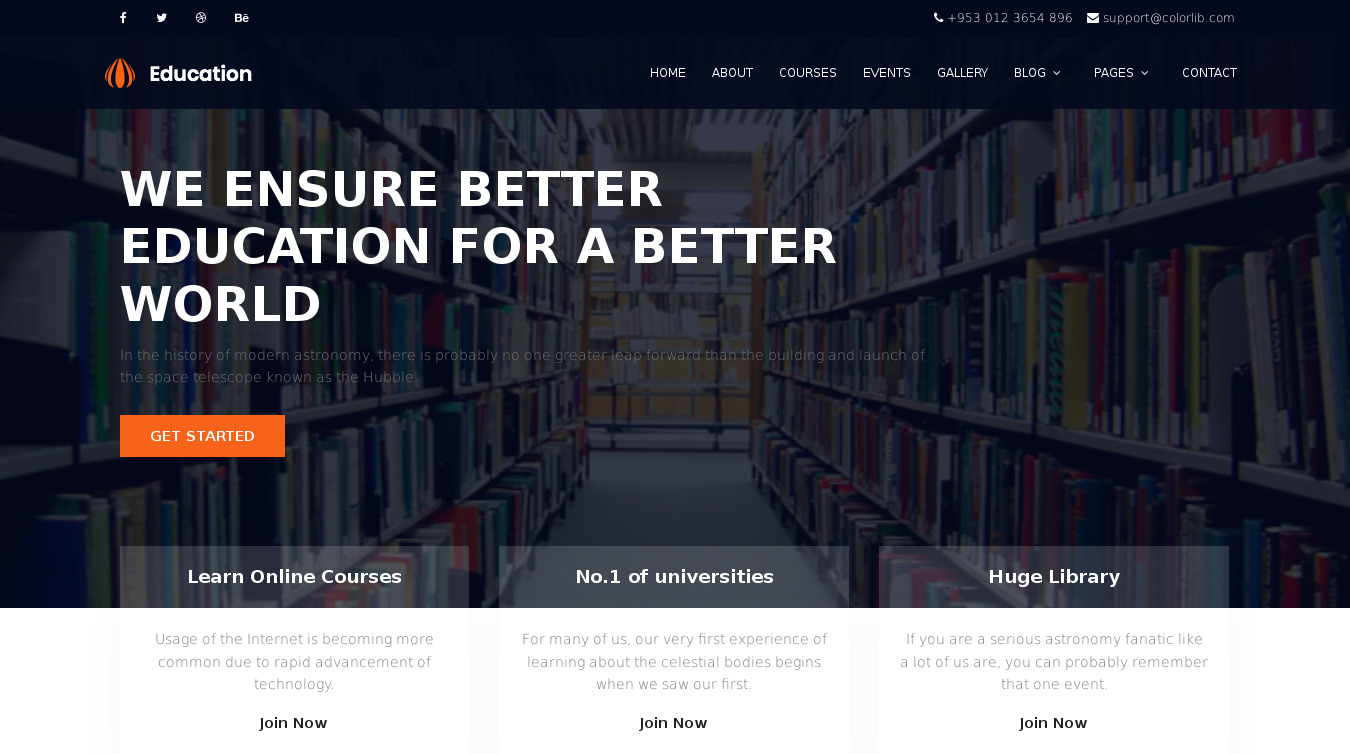 Bē
+953 012 3654 896 support@colorlib.com
Education
HOME ABOUT COURSES EVENTS GALLERY BLOG PAGES CONTACT
WE ENSURE BETTER
EDUCATION FOR A BETTER
WORLD
In the history of modern astronomy, there is probably no one greater leap forward than the building and launch of
the space telescope known as the Hubble.
GET STARTED
Learn Online Courses
Usage of the Internet is becoming more
common due to rapid advancement of
technology.
Join Now
No.1 of universities
For many of us, our very first experience of
learning about the celestial bodies begins
when we saw our first.
Join Now
Huge Library
If you are a serious astronomy fanatic like
a lot of us are, you can probably remember
that one event.
Join Now